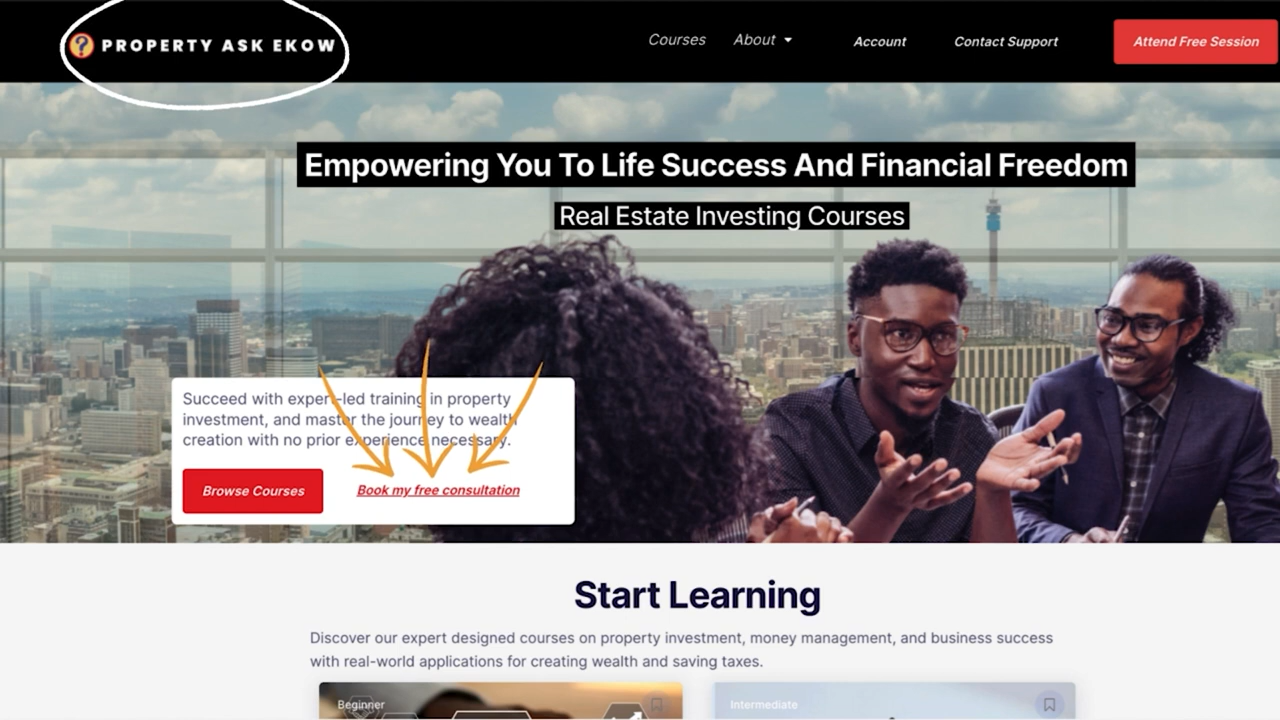 PROPERTY ASK EKOW
Courses
About
Account
Contact Support
Attend Free Session
Empowering You To Life Success And Financial Freedom
Real Estate Investing Courses
Succeed with expert-led training in property
investment, and master the journey to wealth
creation with no prior experience necessary.
Browse Courses
Book my free consultation
Start Learning
Discover our expert designed courses on property investment, money management, and business success
with real-world applications for creating wealth and saving taxes.
Beginner
Intermediate